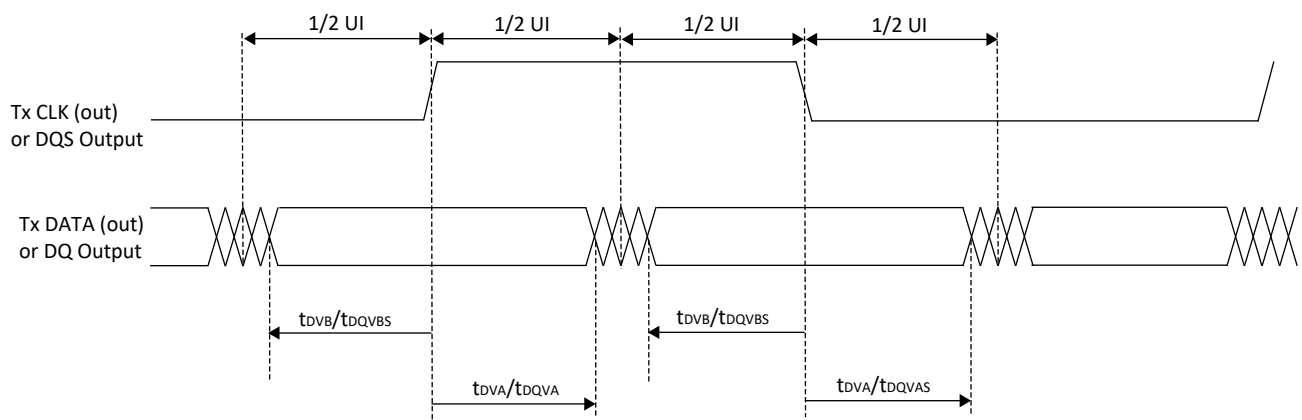 1/2 UI 1/2 UI 1/2 UI 1/2 UI
Tx CLK (out)
or DQS Output
Tx DATA (out)
or DQ Output
tDVB/tDQVBS tDVB/tDQVBS
tDVA/tDQVA tDVA/tDQVAS